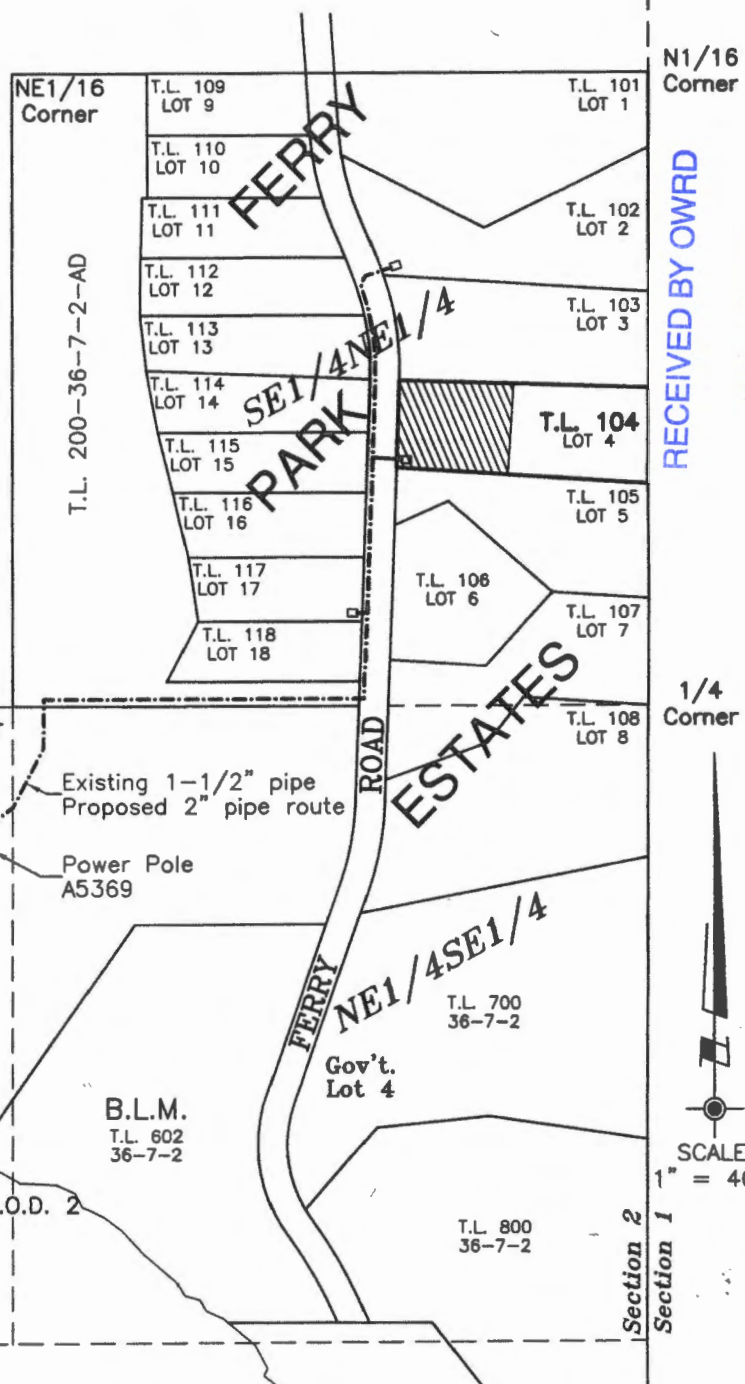 N1/16
Corner
NE1/16
Corner
T.L. 109
LOT 9
T.L. 101
LOT 1
FERRY
T.L. 110
LOT 10
RECEIVED BY OWRD
T.L. 111
LOT 11
T.L. 102
LOT 2
T.L. 200-36-7-2-AD
T.L. 112
LOT 12
T.L. 103
LOT 3
SE1/4NE1/4
T.L. 113
LOT 13
T.L. 114
LOT 14
PARK
T.L. 104
LOT 4
T.L. 115
LOT 15
T.L. 116
LOT 16
T.L. 105
LOT 5
T.L. 117
LOT 17
T.L. 106
LOT 6
T.L. 107
LOT 7
T.L. 118
LOT 18
ESTATES
1/4
Corner
T.L. 108
LOT 8
ROAD
Existing 1-1/2" pipe
Proposed 2" pipe route
Power Pole
A5369
NE1/4SE1/4
FERRY
T.L. 700
36-7-2
Gov't.
Lot 4
B.L.M.
T.L. 602
36-7-2
SCALE
1" =
.O.D. 2
T.L. 800
36-7-2
Section 2
Section 1